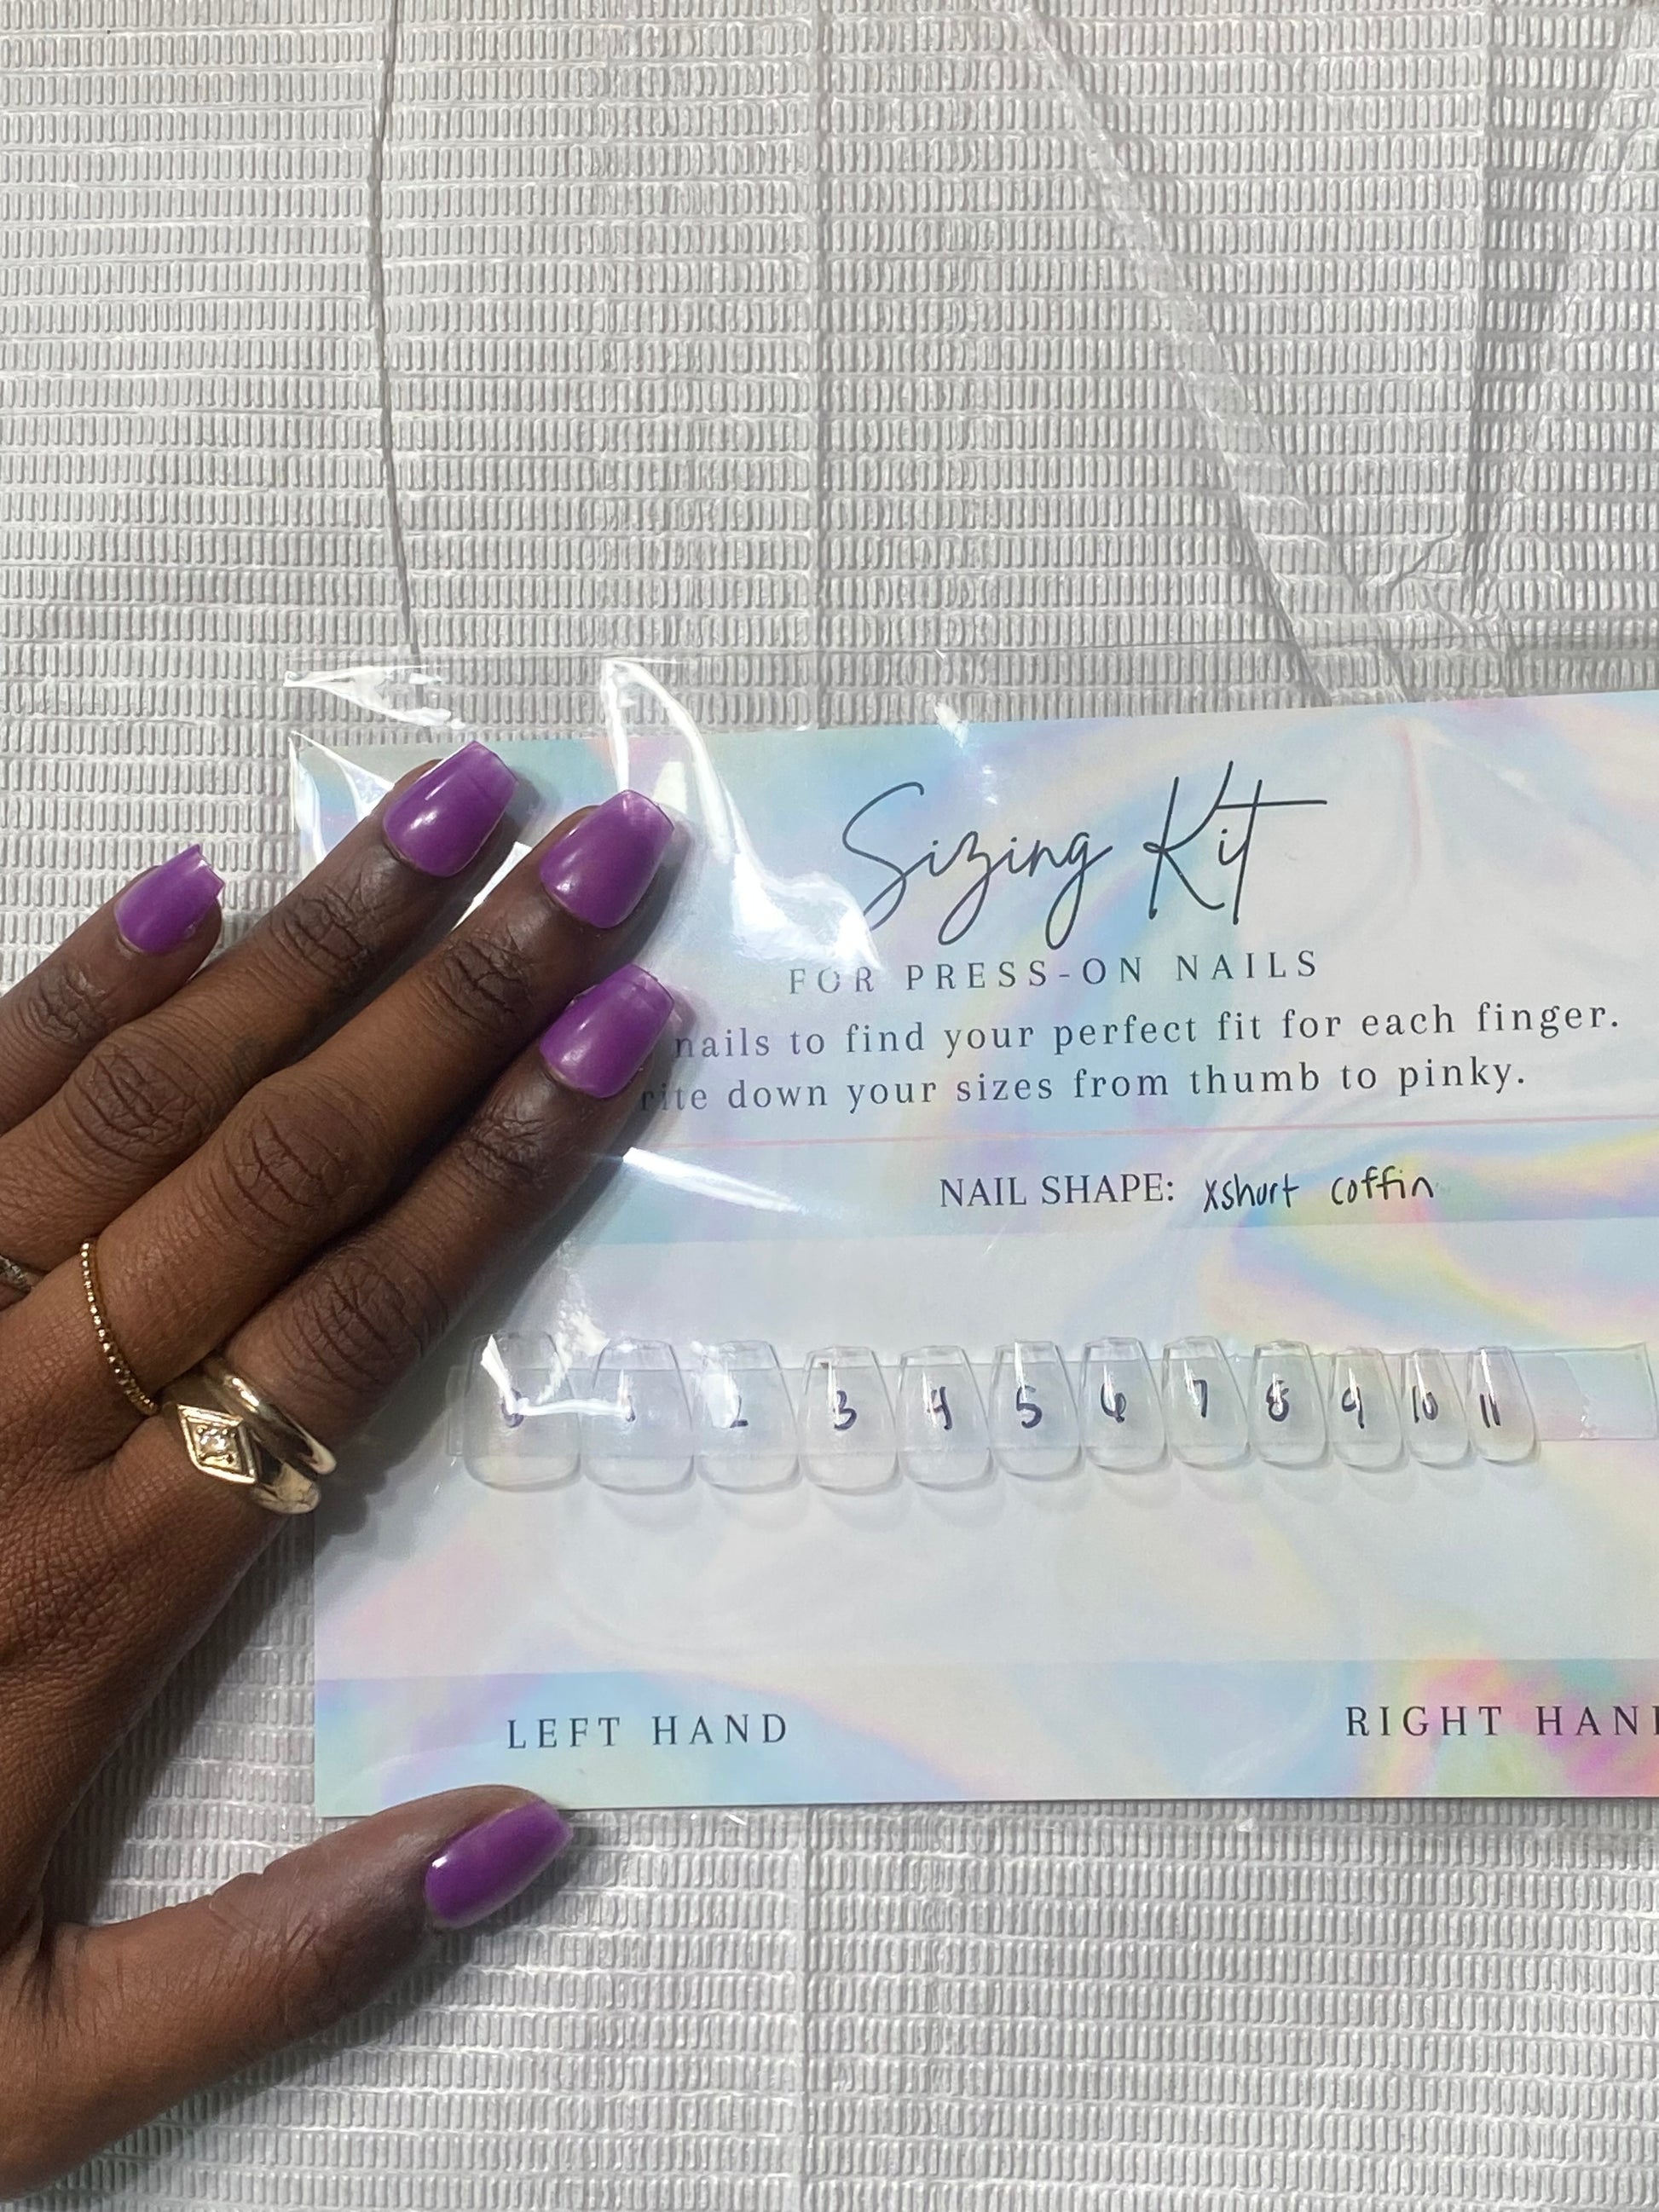 Sizing Kit
FOR PRESS-ON NAILS
nails to find your perfect fit for each finger.
down your sizes from thumb to pinky.
NAIL SHAPE: xshort coffin
0 1 2 3 4 5 6 7 8 9 10 11
LEFT HAND RIGHT